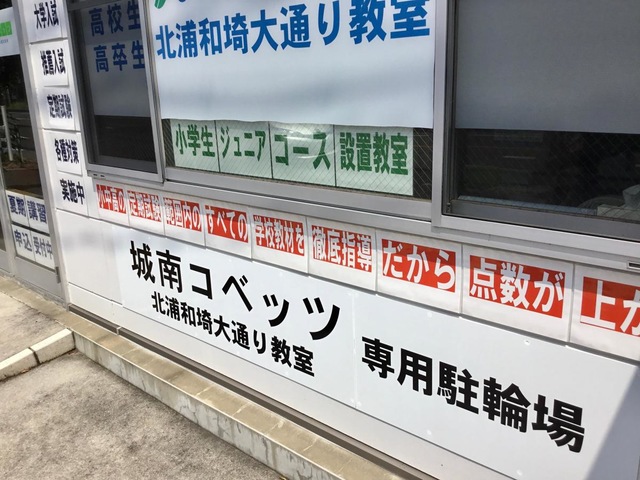 大学入試
推薦入試
定期試験
各種対策
実施中
夏期講習
申込受付中
高校生
高卒生
北浦和埼大通り教室
小学生ジュニアコース設置教室
小中高の定期試験範囲内のすべての学校教材を徹底指導だから点数が上が
城南コベッツ
北浦和埼大通り教室
専用駐輪場